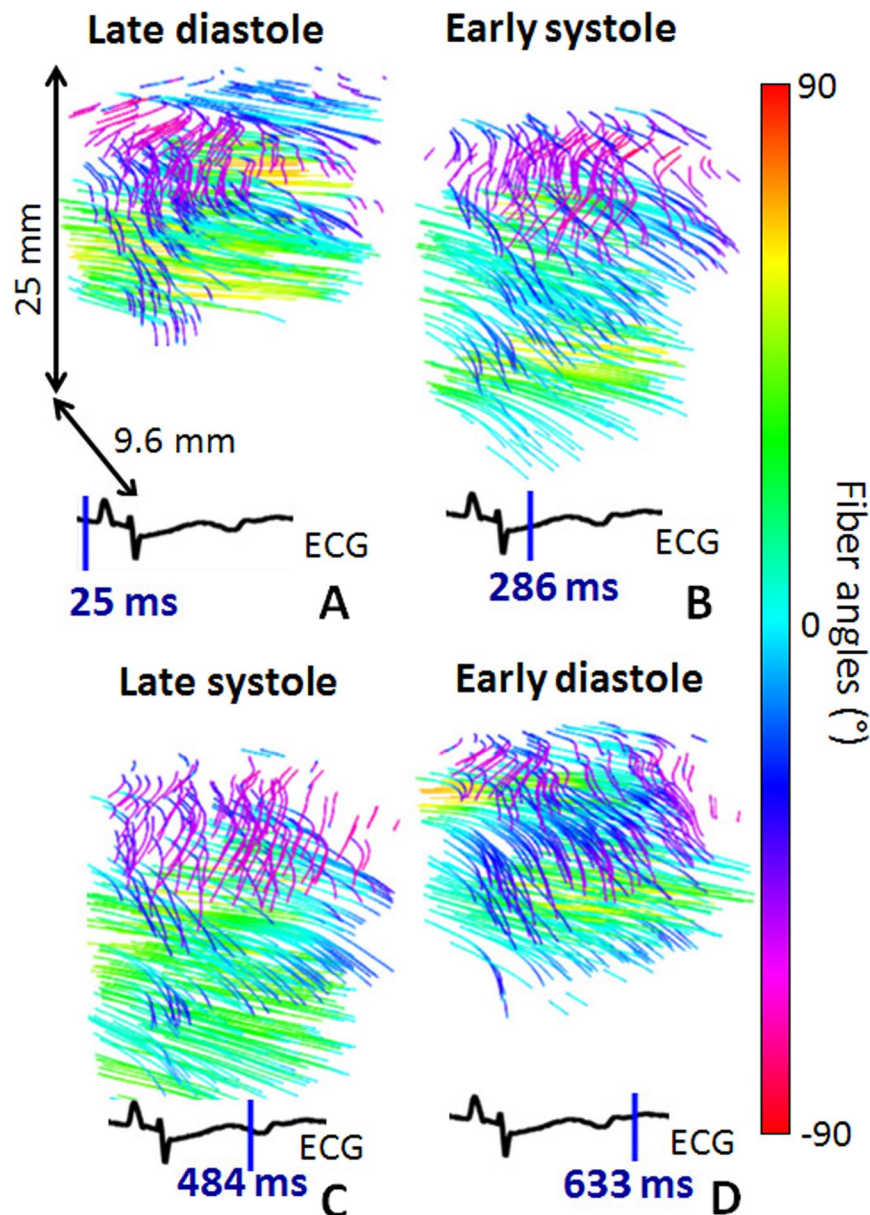 Late diastole
Early systole
25 mm
9.6 mm
ECG
25 ms
A
ECG
286 ms
B
90
0
-90
Fiber angles (°)
Late systole
Early diastole
ECG
484 ms
C
ECG
633 ms
D